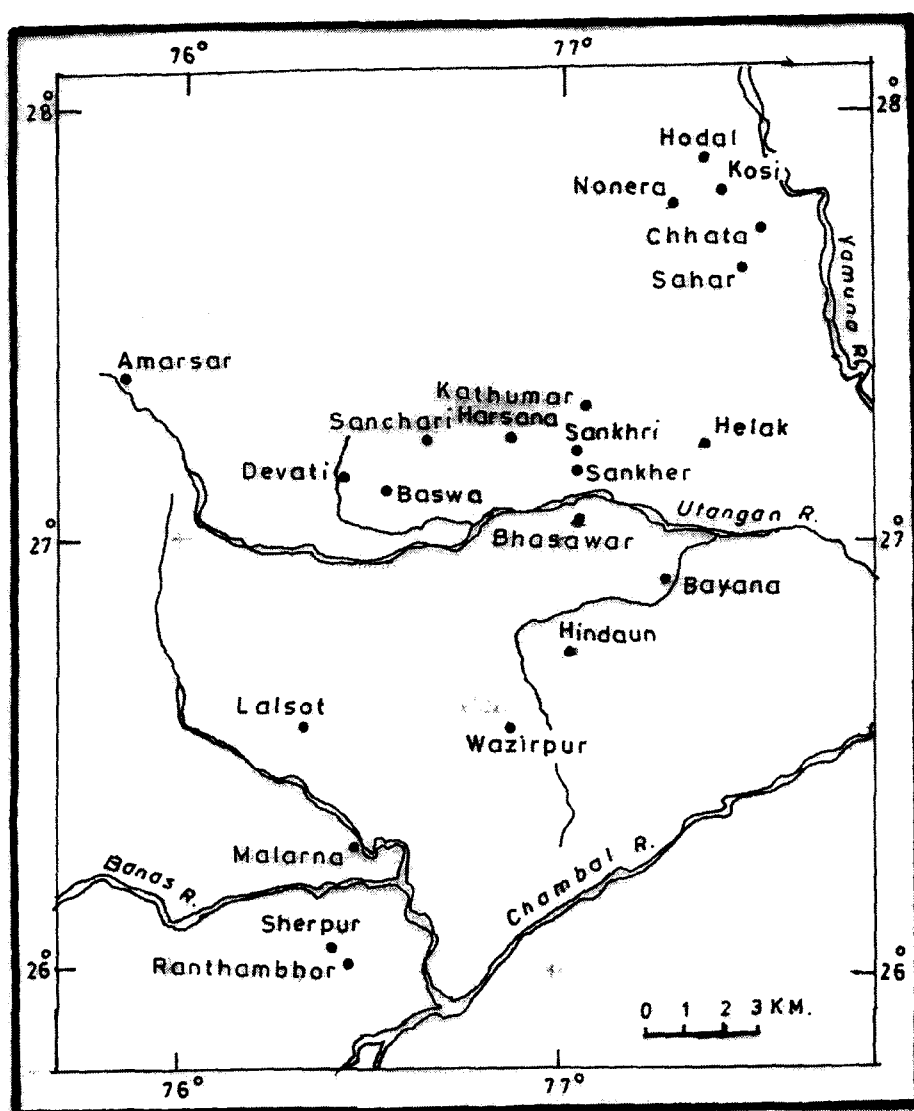 76° 77°
28° 28°
Hodal
Kosi
Nonera
Chhata
Sahar
Yamuna R.
Amarsar
Kathumar
Sanchari Harsana
Sankhri Helak
Devati Sankher
Baswa
Utangan R.
27° 27°
Bhasawar
Bayana
Hindaun
Lalsot
Wazirpur
Malarna
Banas R.
Chambal R.
Sherpur
Ranthambbor
26° 26°
0 1 2 3 KM.
76° 77°